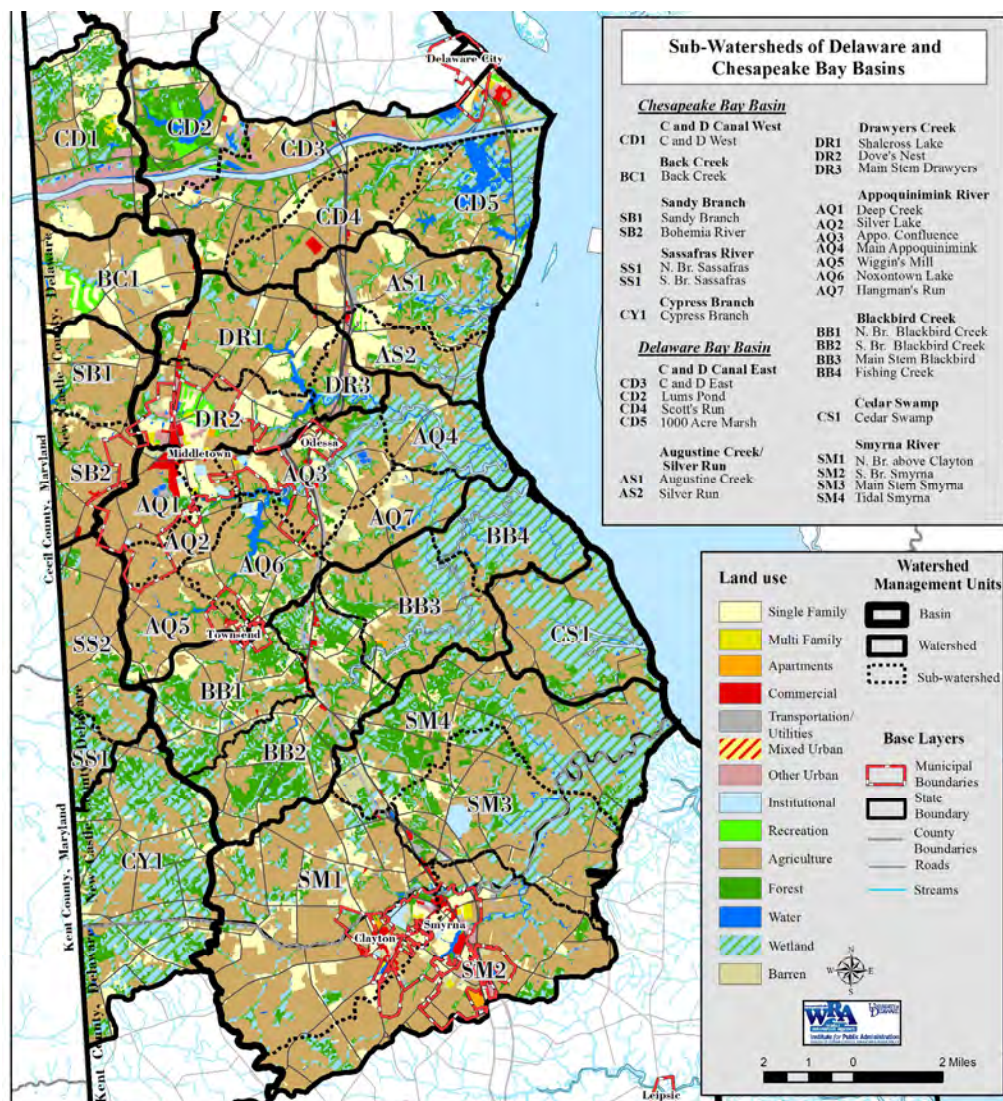 Sub-Watersheds of Delaware and
Chesapeake Bay Basins
Chesapeake Bay Basin
C and D Canal West
CD1 C and D West
Back Creek
BC1 Back Creek
Sandy Branch
SB1 Sandy Branch
SB2 Bohemia River
Sassafras River
SS1 N. Br. Sassafras
SS1 S. Br. Sassafras
Cypress Branch
CY1 Cypress Branch
Delaware Bay Basin
C and D Canal East
CD3 C and D East
CD2 Lums Pond
CD4 Scott's Run
CD5 1000 Acre Marsh
Augustine Creek/
Silver Run
AS1 Augustine Creek
AS2 Silver Run
Drawyers Creek
DR1 Shalcross Lake
DR2 Dove's Nest
DR3 Main Stem Drawyers
Appoquinimink River
AQ1 Deep Creek
AQ2 Silver Lake
AQ3 Appo. Confluence
AQ4 Main Appoquinimink
AQ5 Wiggin's Mill
AQ6 Noxontown Lake
AQ7 Hangman's Run
Blackbird Creek
BB1 N. Br. Blackbird Creek
BB2 S. Br. Blackbird Creek
BB3 Main Stem Blackbird
BB4 Fishing Creek
Cedar Swamp
CS1 Cedar Swamp
Smyrna River
SM1 N. Br. above Clayton
SM2 S. Br. Smyrna
SM3 Main Stem Smyrna
SM4 Tidal Smyrna
Land use
Single Family
Multi Family
Apartments
Commercial
Transportation/
Utilities
Mixed Urban
Other Urban
Institutional
Recreation
Agriculture
Forest
Water
Wetland
Barren
Watershed
Management Units
Basin
Watershed
Sub-watershed
Base Layers
Municipal
Boundaries
State
Boundary
County
Boundaries
Roads
Streams
N
W E
S
WRA
Institute for Public Administration
2 1 0 2 Miles
Delaware City
CD1
CD2
CD3
CD4
CD5
BC1
AS1
DR1
AS2
SB1
DR3
DR2
Odessa
AQ4
Middletown
SB2
AQ3
AQ1
AQ7
AQ2
BB4
AQ6
BB3
AQ5
Townsend
CS1
SS2
BB1
SM4
SS1
BB2
SM3
CY1
SM1
Smyrna
Clayton
SM2
Leipsic
New Castle County, Delaware
Cecil County, Maryland
New Castle County, Delaware
Kent County, Maryland
Kent County, Delaware